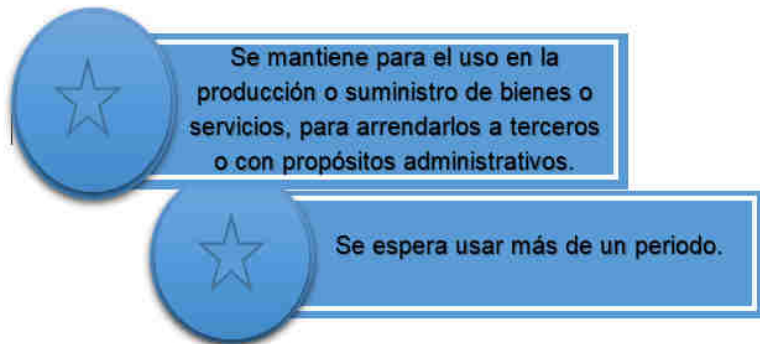 Se mantiene para el uso en la
producción o suministro de bienes o
servicios, para arrendarlos a terceros
o con propósitos administrativos.
Se espera usar más de un periodo.